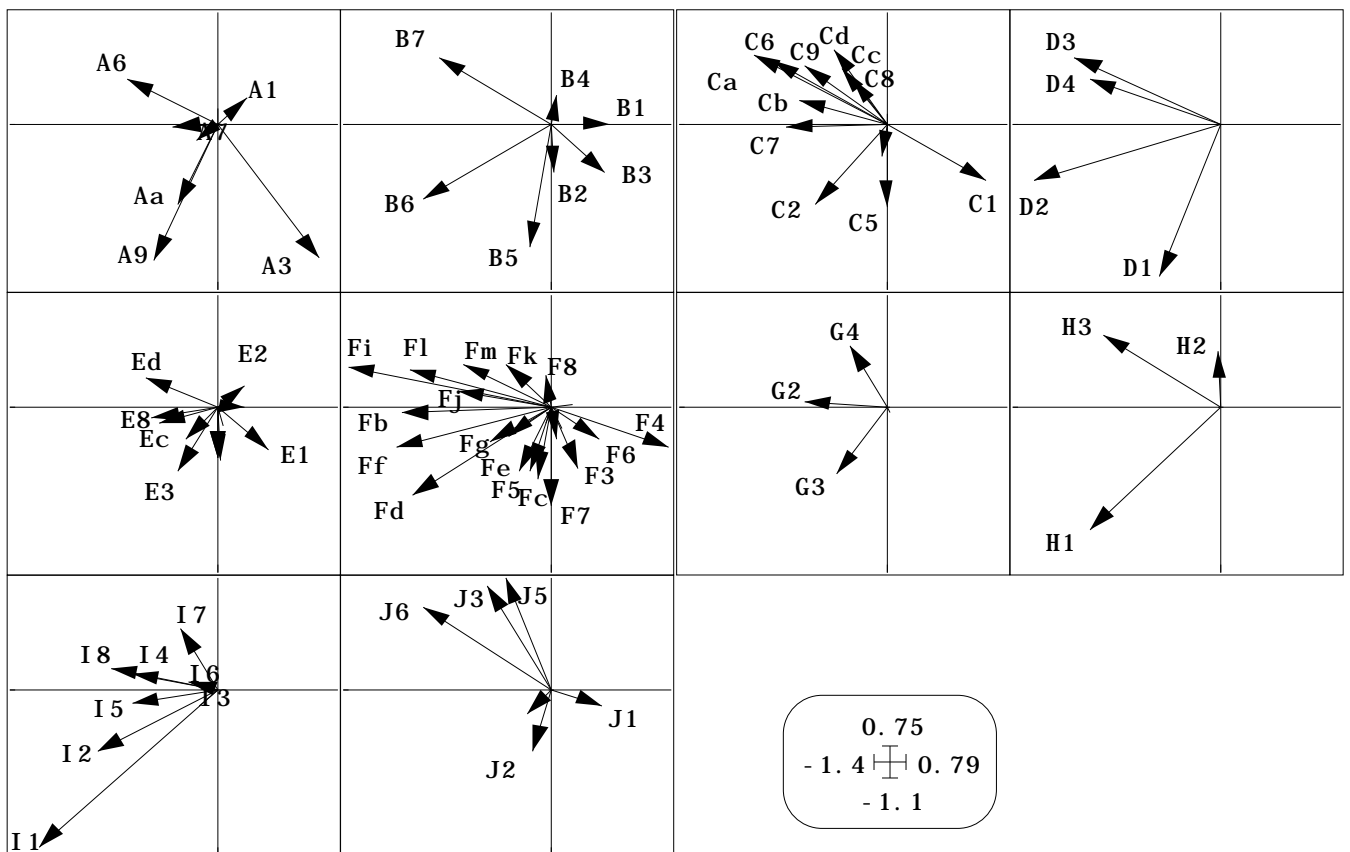 A6
A1
A7
Aa
A9
A3
B7
B4
B1
B3
B2
B6
B5
Cd
C6
C9
Cc
C8
Ca
Cb
C7
C2
C5
C1
D3
D4
D2
D1
E2
Ed
E8
Ec
E1
E3
Fi
Fl
Fm
Fk
F8
Fj
Fb
F4
Fg
F6
Ff
Fe
F3
F5
Fc
Fd
F7
G4
G2
G3
H3
H2
H1
I7
I8
I4
I6
I3
I5
I2
I1
J3
J5
J6
J1
J2
0.75
-1.4 0.79
-1.1